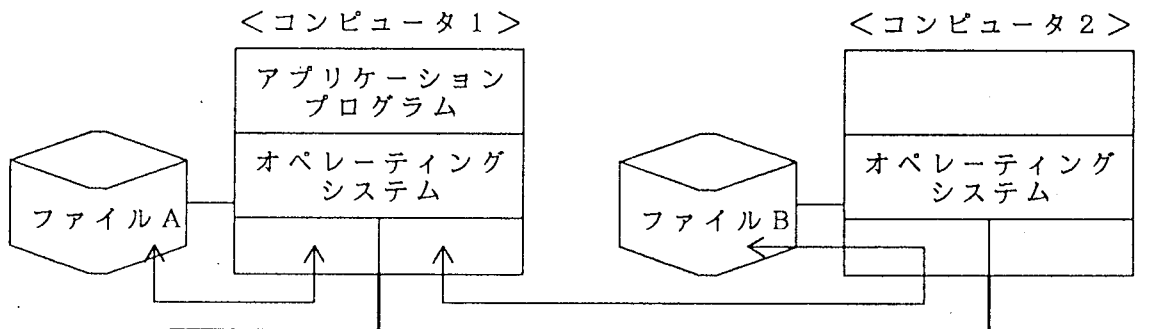 ＜コンピュータ１＞
＜コンピュータ２＞
アプリケーション
プログラム
オペレーティング
システム
オペレーティング
システム
ファイルA
ファイルB